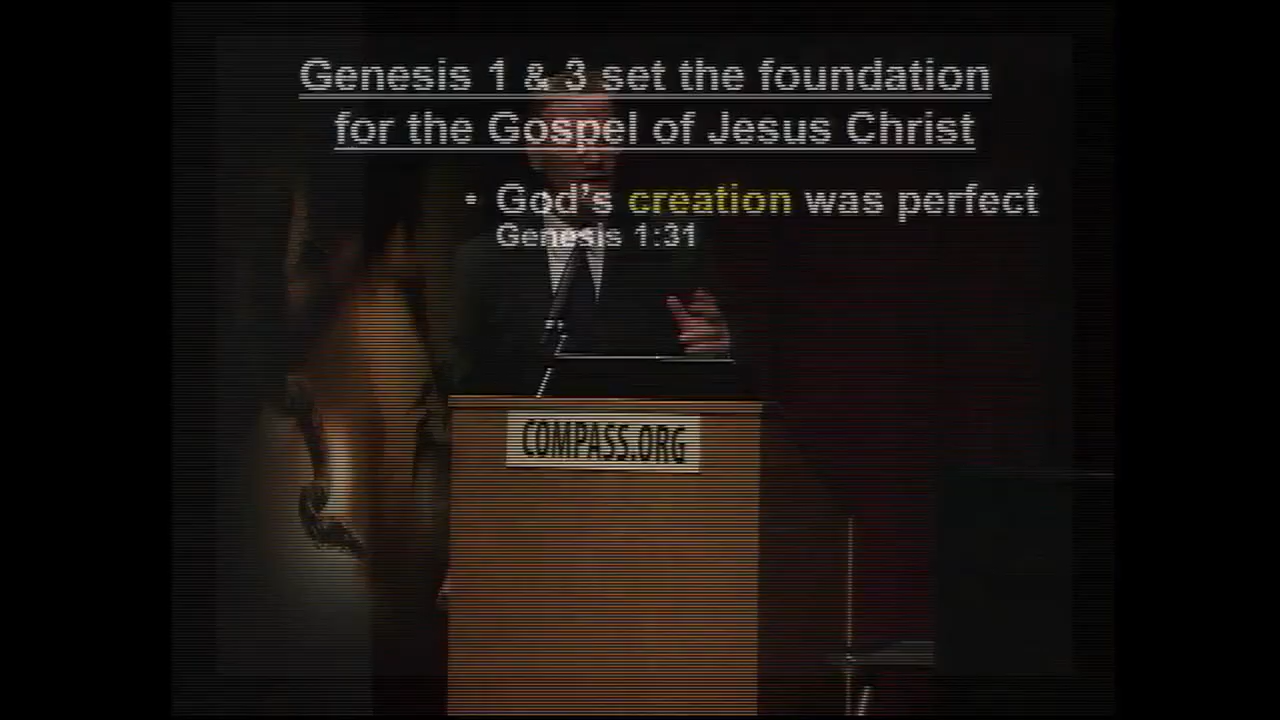 Genesis 1 & 3 set the foundation
for the Gospel of Jesus Christ
• God's creation was perfect
Genesis 1:31
COMPASS.ORG